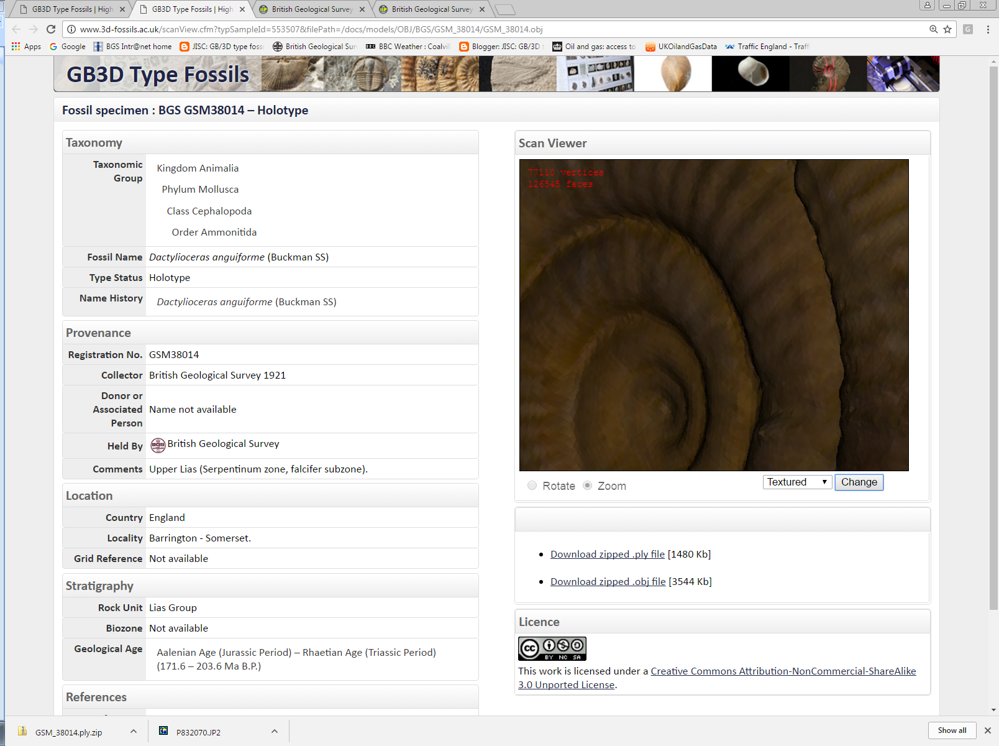 GB3D Type Fossils | High
GB3D Type Fossils | High
British Geological Survey
British Geological Survey
www.3d-fossils.ac.uk/scanView.cfm?typSampleId=553507&filePath=/docs/models/OBJ/BGS/GSM_38014/GSM_38014.obj
Apps
Google
BGS Intr@net home
JISC: GB/3D type foss
British Geological Sur
BBC Weather : Coalvil
Blogger: JISC: GB/3D
Oil and gas: access to
UKOilandGasData
Traffic England - Traff
GB3D Type Fossils
Fossil specimen : BGS GSM38014 – Holotype
Taxonomy
Taxonomic Group
Kingdom Animalia
Phylum Mollusca
Class Cephalopoda
Order Ammonitida
Fossil Name Dactylioceras anguiforme (Buckman SS)
Type Status Holotype
Name History Dactylioceras anguiforme (Buckman SS)
Provenance
Registration No. GSM38014
Collector British Geological Survey 1921
Donor or Associated Person Name not available
Held By BGS British Geological Survey
Comments Upper Lias (Serpentinum zone, falcifer subzone).
Location
Country England
Locality Barrington - Somerset.
Grid Reference Not available
Stratigraphy
Rock Unit Lias Group
Biozone Not available
Geological Age Aalenian Age (Jurassic Period) – Rhaetian Age (Triassic Period)
(171.6 – 203.6 Ma B.P.)
References
Scan Viewer
77110 vertices
126545 faces
Rotate Zoom Textured Change
Download zipped .ply file [1480 Kb]
Download zipped .obj file [3544 Kb]
Licence
cc BY NC SA
This work is licensed under a Creative Commons Attribution-NonCommercial-ShareAlike
3.0 Unported License.
GSM_38014.ply.zip
P832070.JP2
Show all